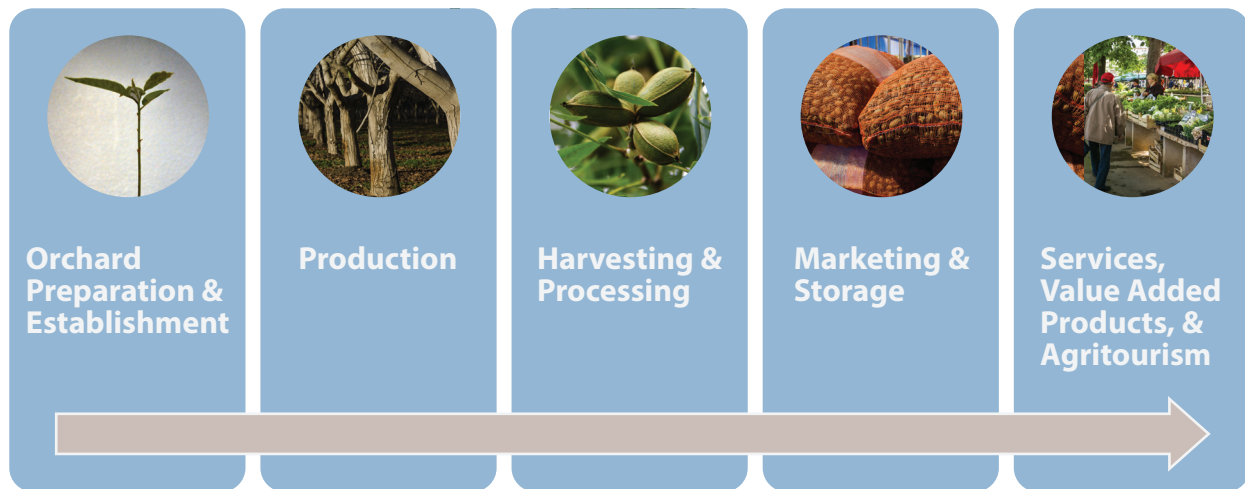 Orchard
Preparation &
Establishment
Production
Harvesting &
Processing
Marketing &
Storage
Services,
Value Added
Products, &
Agritourism